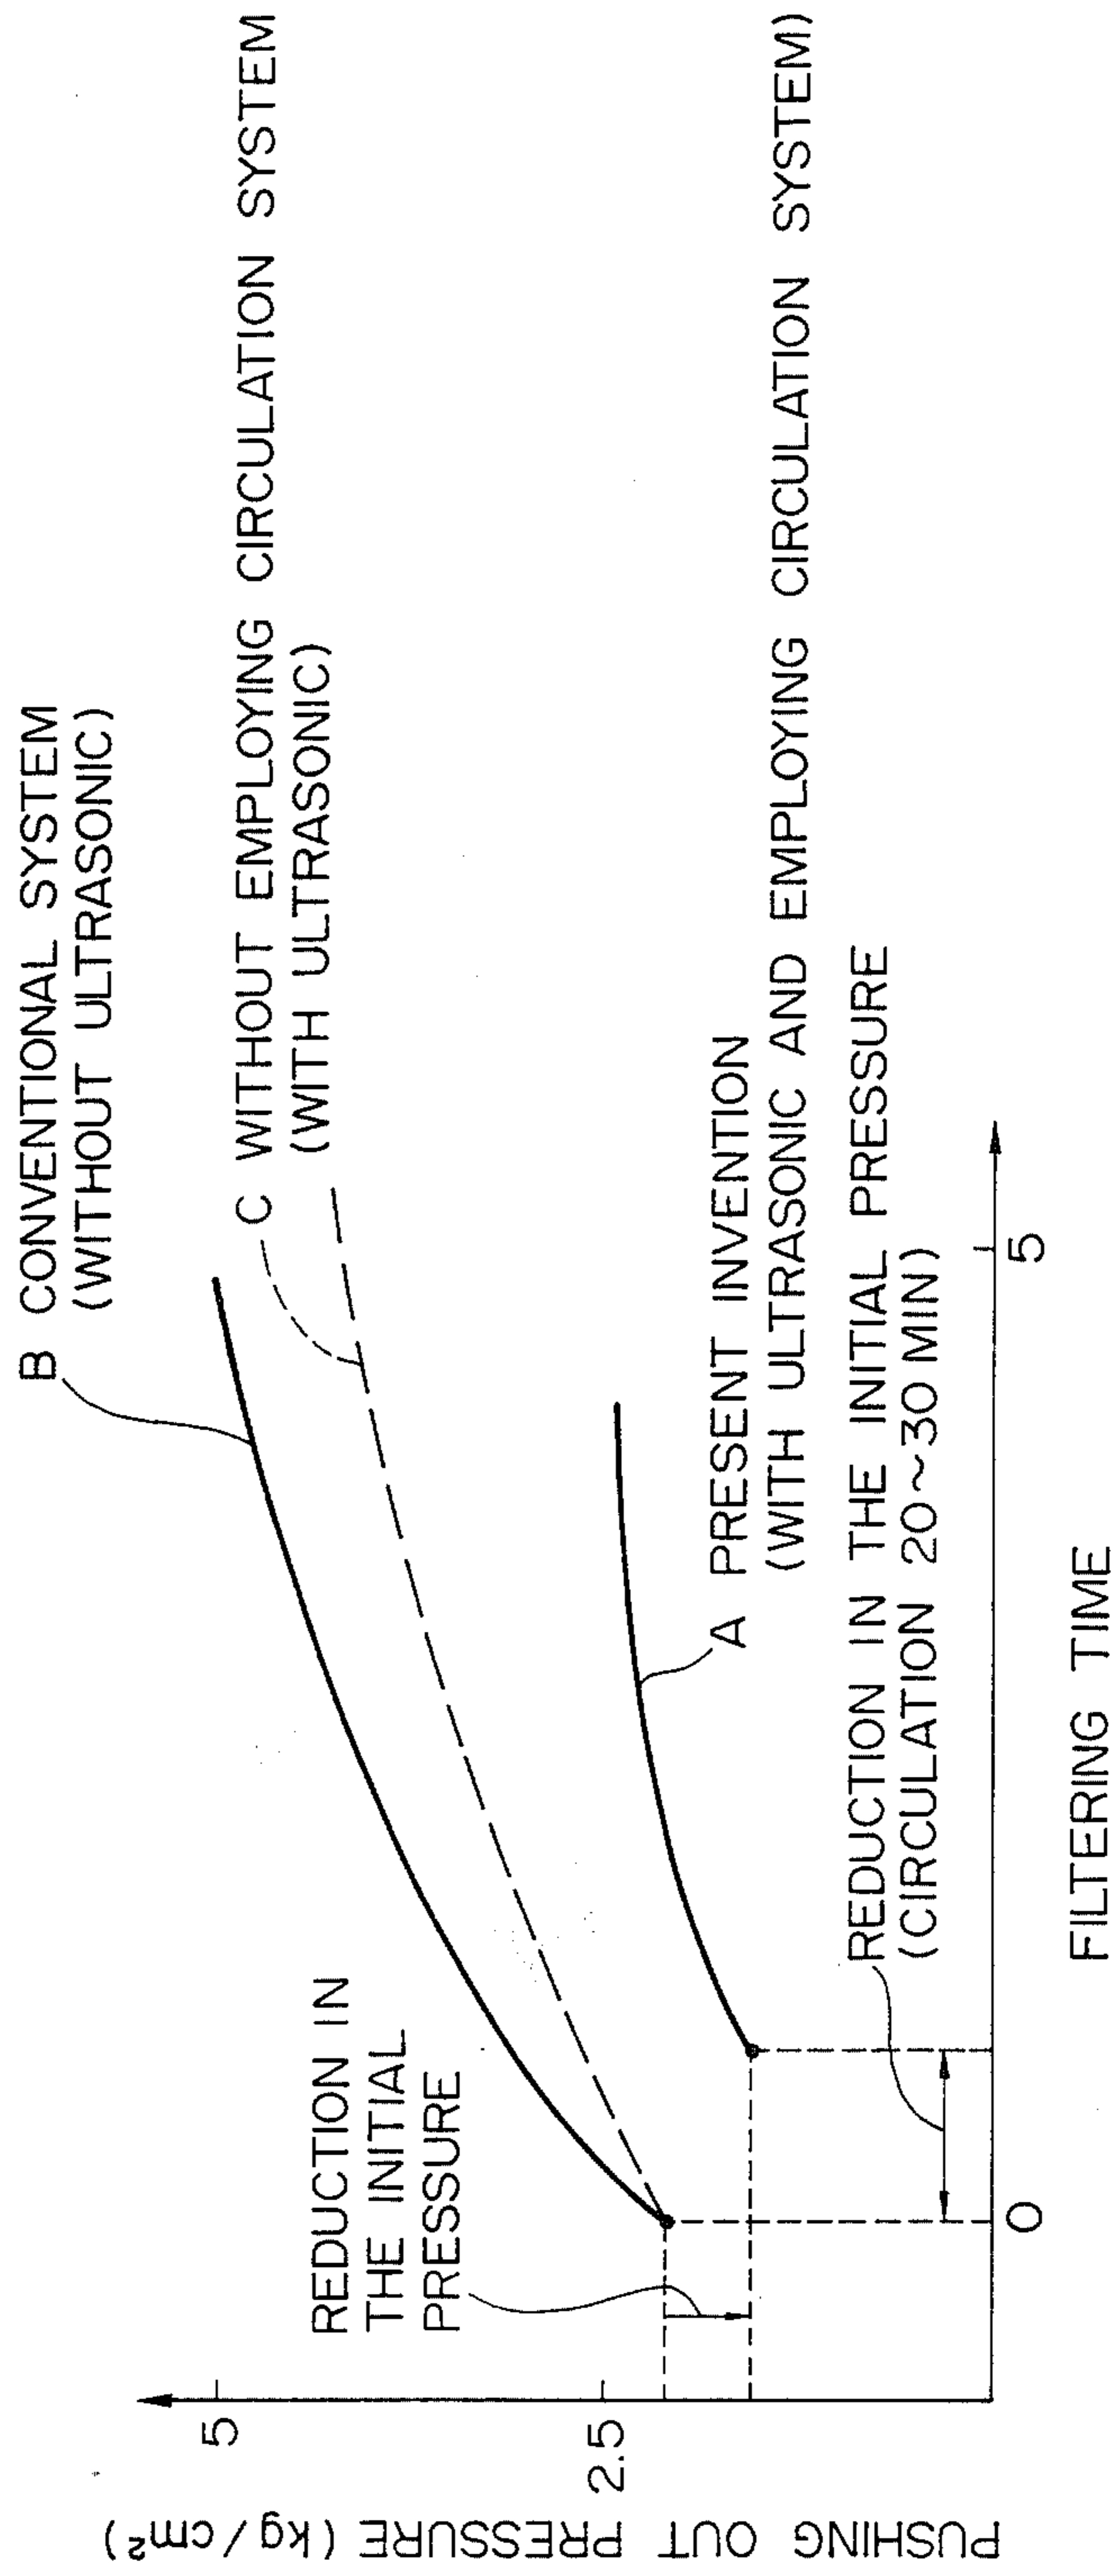 B CONVENTIONAL SYSTEM
(WITHOUT ULTRASONIC)
C WITHOUT EMPLOYING CIRCULATION SYSTEM
(WITH ULTRASONIC)
REDUCTION IN
THE INITIAL
PRESSURE
A PRESENT INVENTION
(WITH ULTRASONIC AND EMPLOYING CIRCULATION SYSTEM)
REDUCTION IN THE INITIAL PRESSURE
(CIRCULATION 20~30 MIN)
5
2.5
PUSHING OUT PRESSURE (kg/cm²)
0
5
FILTERING TIME